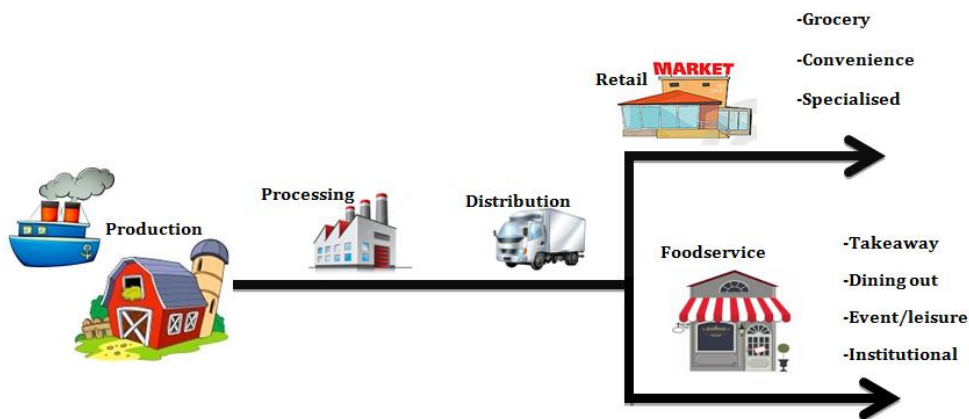 Production
Processing
Distribution
Retail
MARKET
-Grocery
-Convenience
-Specialised
Foodservice
-Takeaway
-Dining out
-Event/leisure
-Institutional